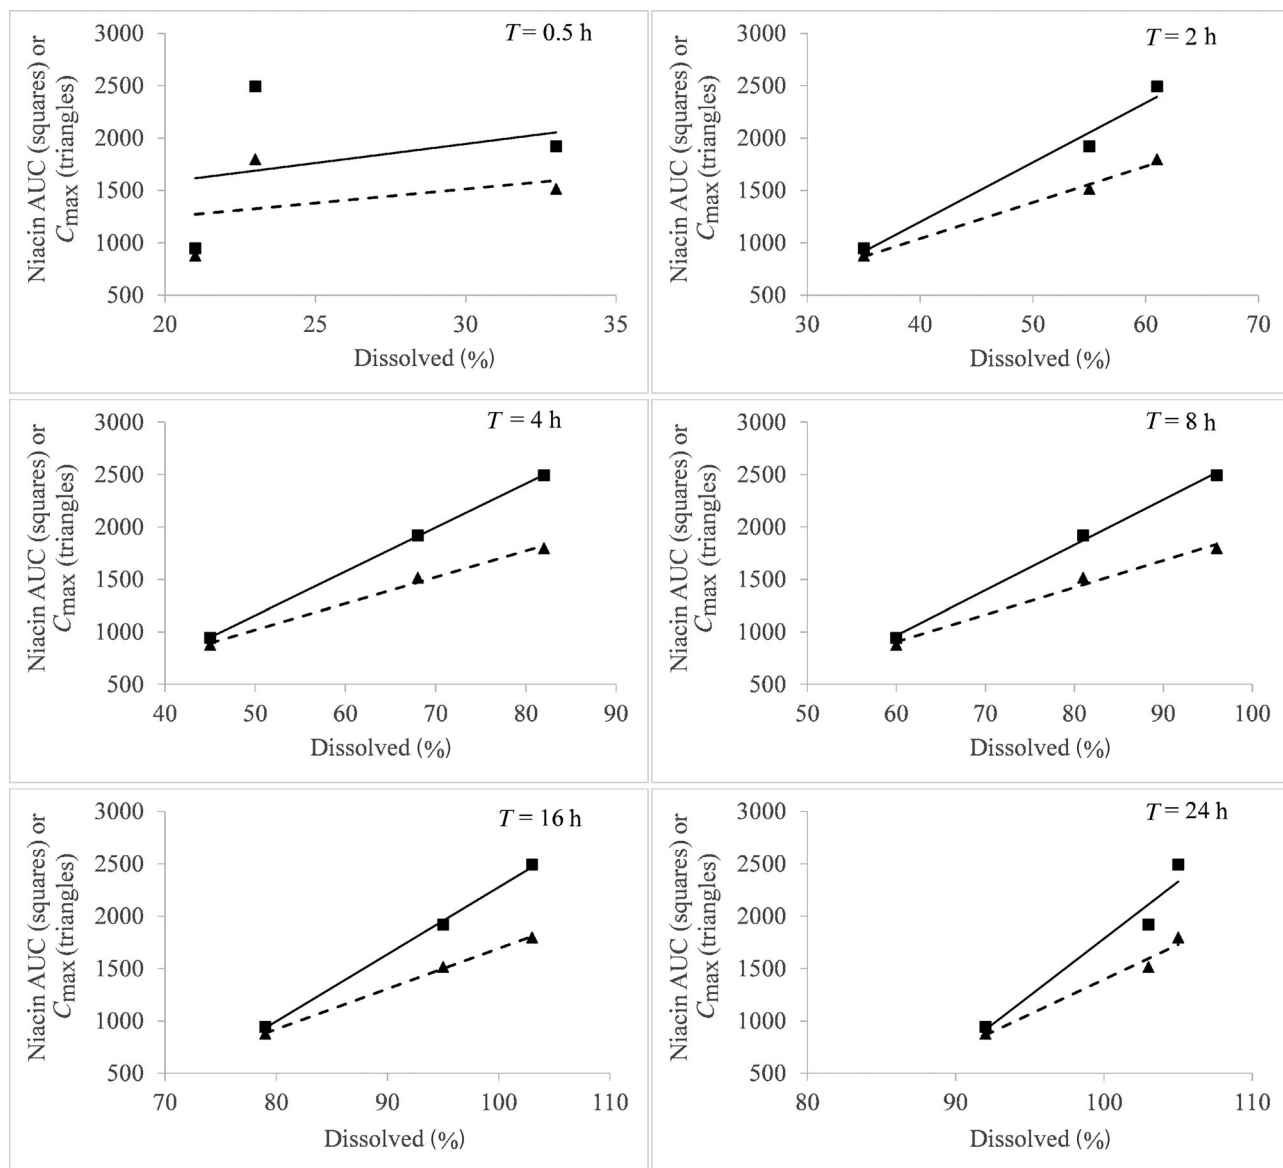 T = 0.5 h
Niacin AUC (squares) or
Cmax (triangles)
3000
2500
2000
1500
1000
500
20 25 30 35
Dissolved (%)
T = 2 h
Niacin AUC (squares) or
Cmax (triangles)
3000
2500
2000
1500
1000
500
30 40 50 60 70
Dissolved (%)
T = 4 h
Niacin AUC (squares) or
Cmax (triangles)
3000
2500
2000
1500
1000
500
40 50 60 70 80 90
Dissolved (%)
T = 8 h
Niacin AUC (squares) or
Cmax (triangles)
3000
2500
2000
1500
1000
500
50 60 70 80 90 100
Dissolved (%)
T = 16 h
Niacin AUC (squares) or
Cmax (triangles)
3000
2500
2000
1500
1000
500
70 80 90 100 110
Dissolved (%)
T = 24 h
Niacin AUC (squares) or
Cmax (triangles)
3000
2500
2000
1500
1000
500
80 90 100 110
Dissolved (%)